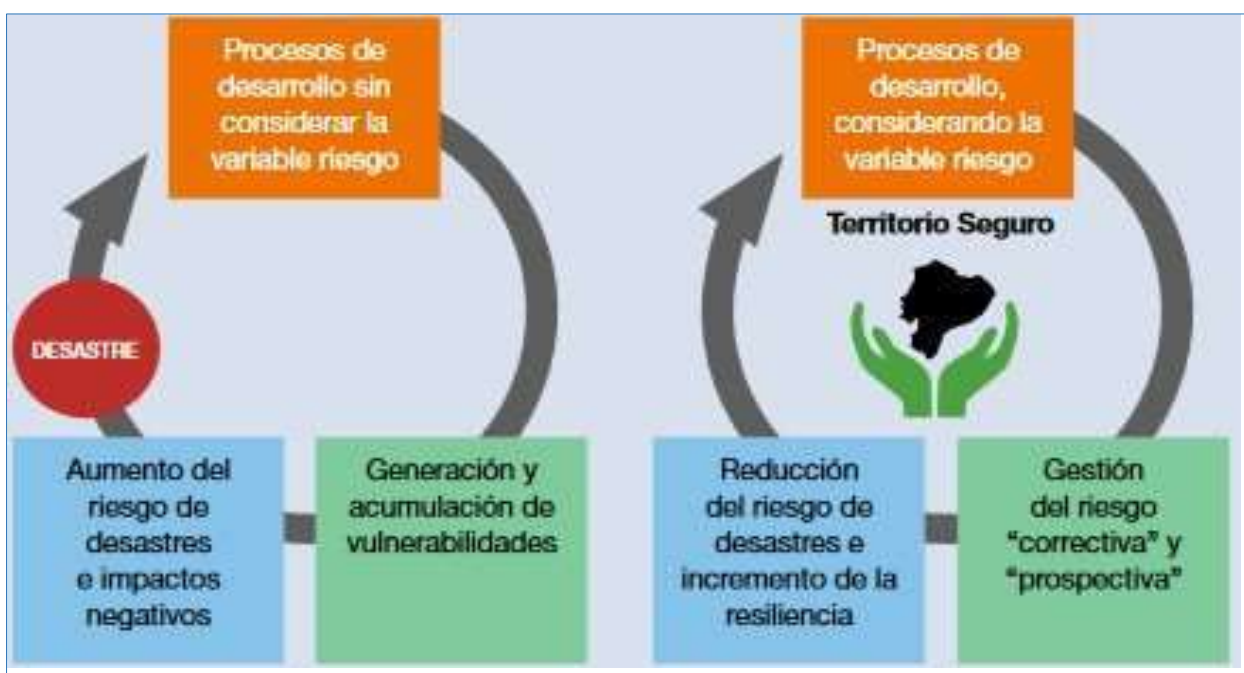 Procesos de
desarrollo sin
considerar la
variable riesgo
DESASTRE
Aumento del
riesgo de
desastres
e impactos
negativos
Generación y
acumulación de
vulnerabilidades
Procesos de
desarrollo,
considerando la
variable riesgo
Territorio Seguro
Reducción
del riesgo de
desastres e
incremento de la
resiliencia
Gestión
del riesgo
“correctiva” y
“prospectiva”